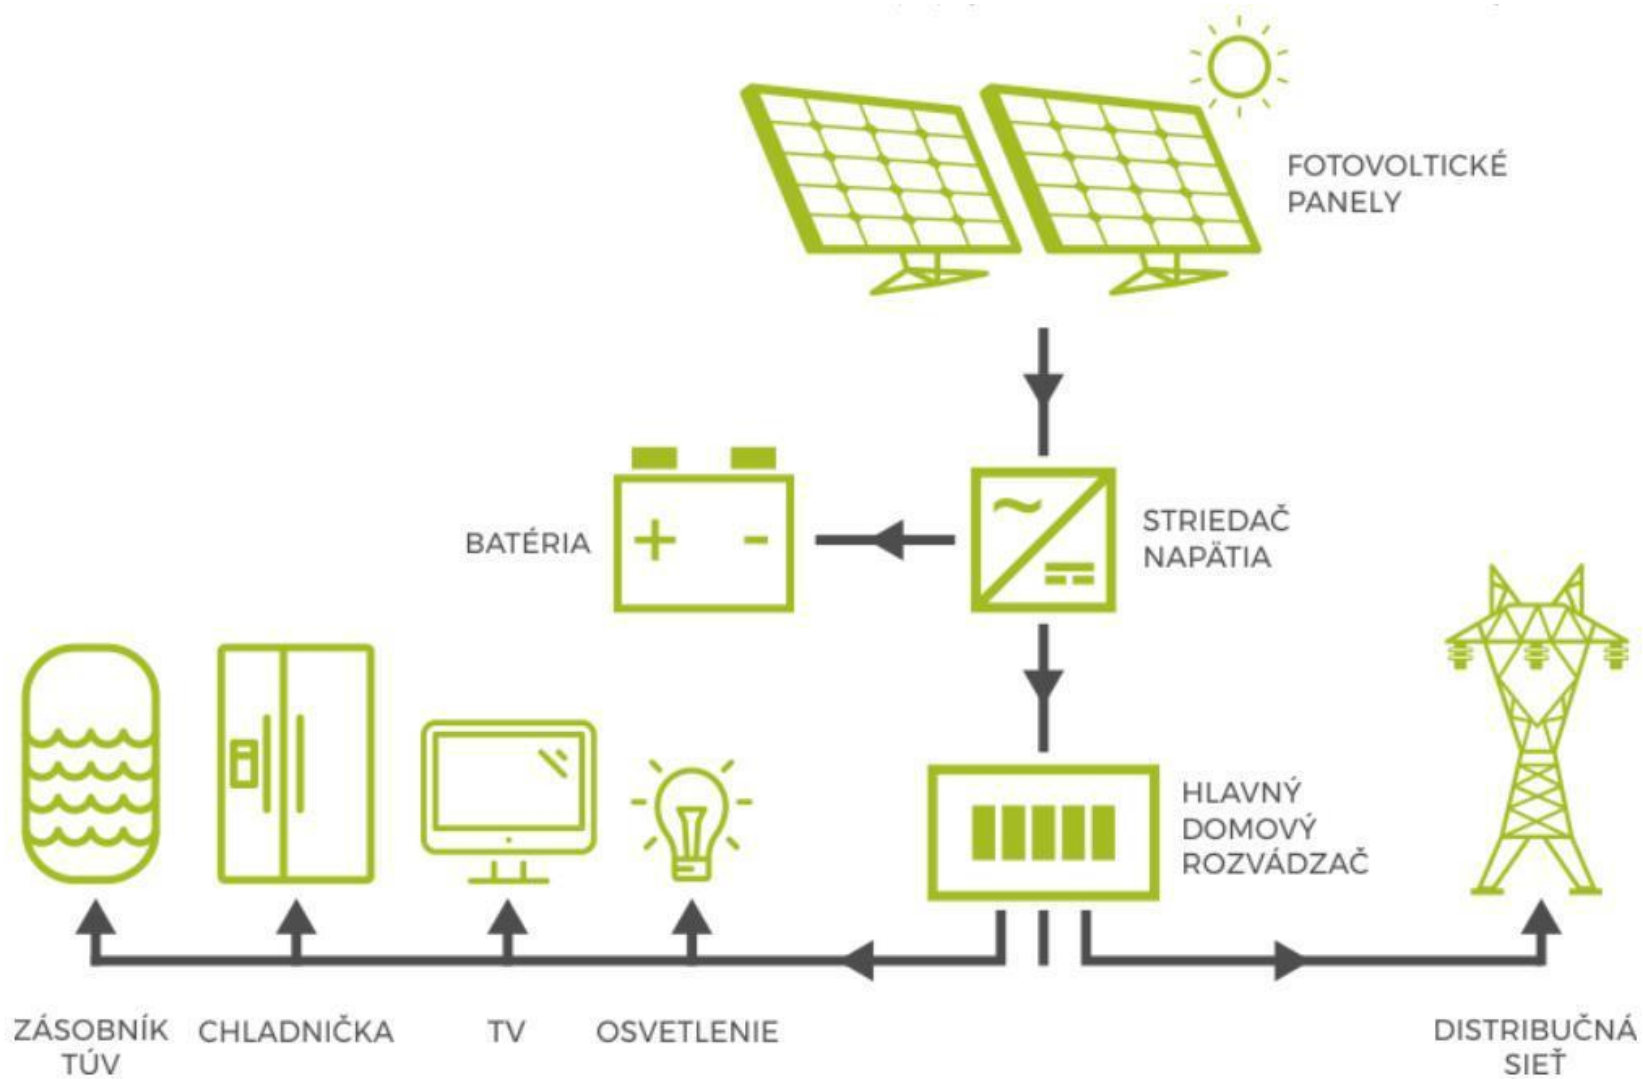 FOTOVOLTICKÉ
PANELY
BATÉRIA
STRIEDAČ
NAPÄTIA
HLAVNÝ
DOMOVÝ
ROZVÁDZAČ
ZÁSOBNÍK
TÚV
CHLADNIČKA
TV
OSVETLENIE
DISTRIBUČNÁ
SIEŤ